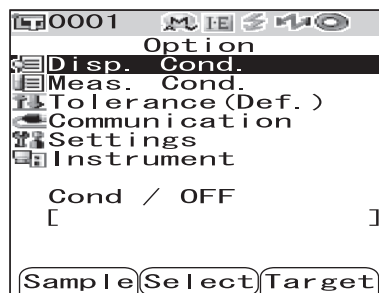 0001 M I·E
Option
Disp. Cond.
Meas. Cond.
Tolerance(Def.)
Communication
Settings
Instrument
Cond / OFF
[ ]
Sample Select Target